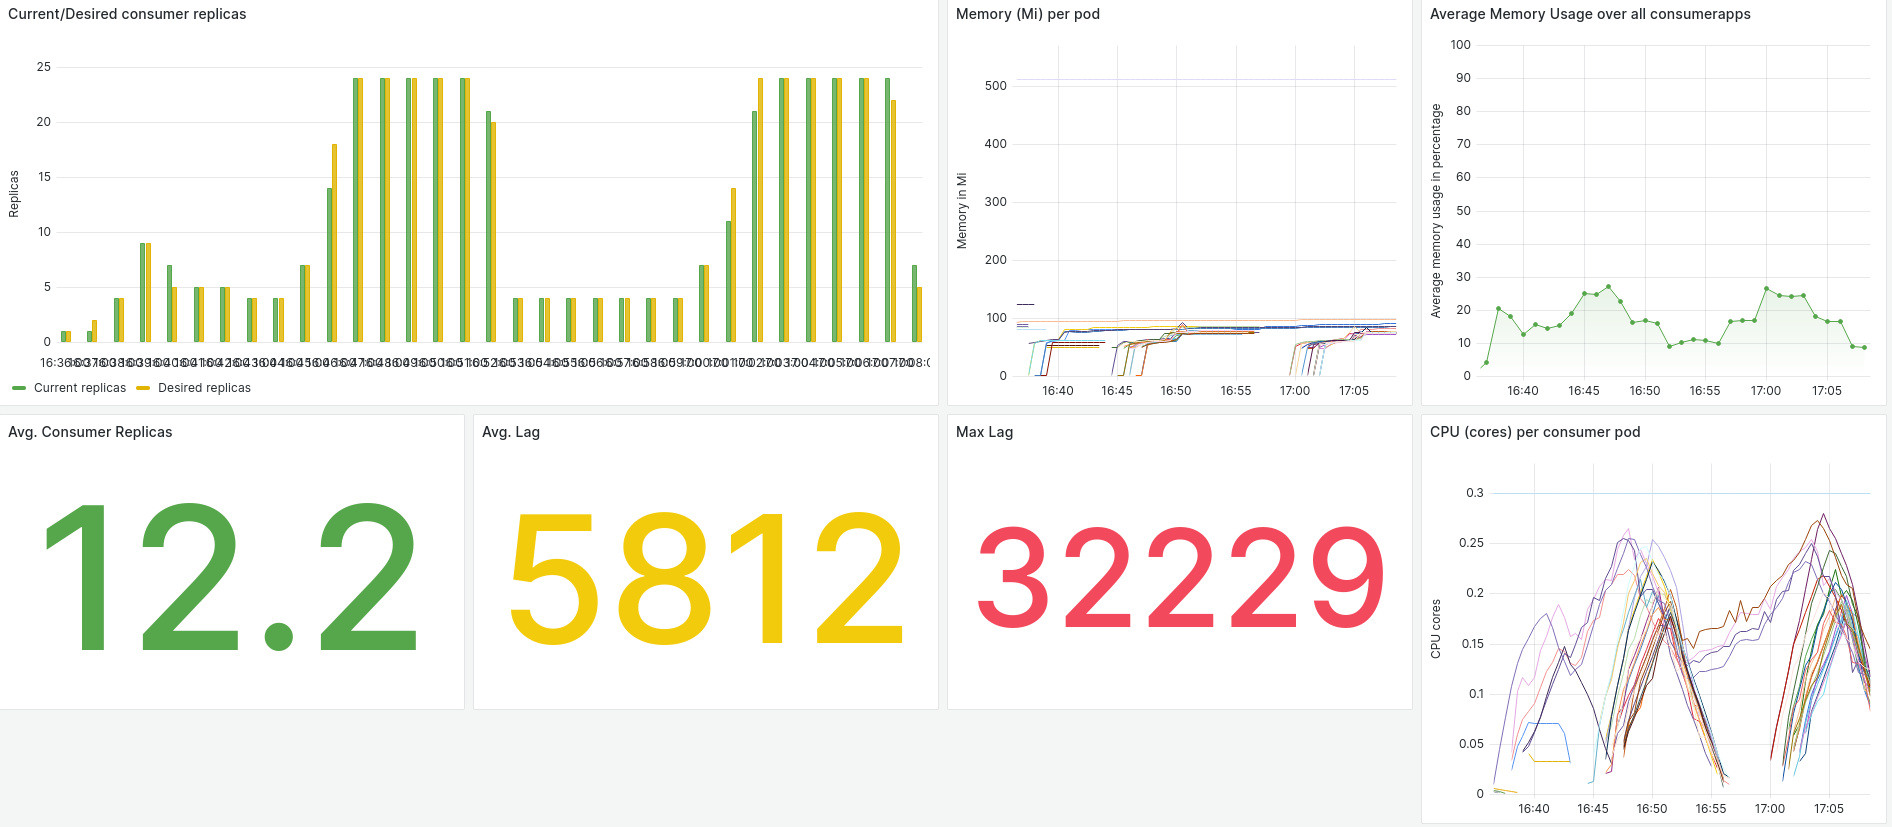 Current/Desired consumer replicas
25
20
15
10
5
0
Replicas
Current replicas
Desired replicas
Memory (Mi) per pod
500
400
300
200
100
0
Memory in Mi
16:40 16:45 16:50 16:55 17:00 17:05
Average Memory Usage over all consumerapps
100
90
80
70
60
50
40
30
20
10
0
Average memory usage in percentage
16:40 16:45 16:50 16:55 17:00 17:05
Avg. Consumer Replicas
12.2
Avg. Lag
5812
Max Lag
32229
CPU (cores) per consumer pod
0.3
0.25
0.2
0.15
0.1
0.05
0
CPU cores
16:40 16:45 16:50 16:55 17:00 17:05